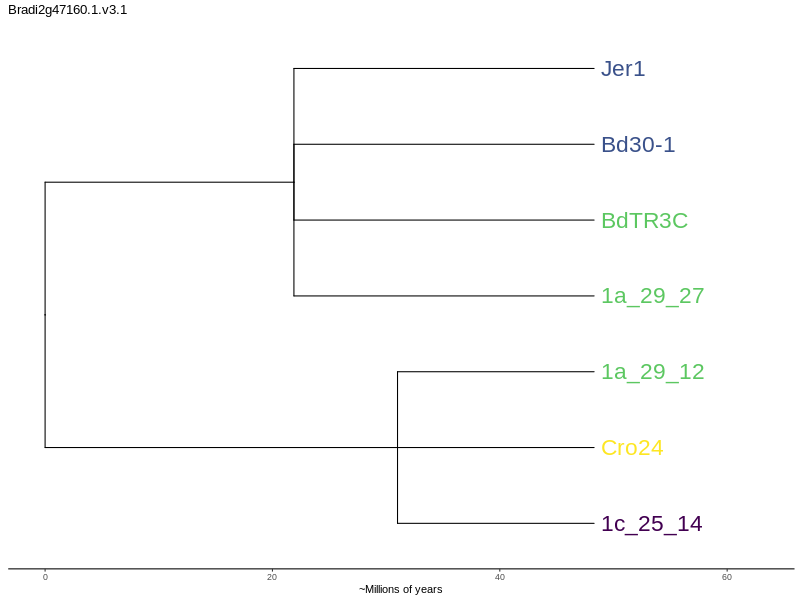 Bradi2g47160.1.v3.1
Jer1
Bd30-1
BdTR3C
1a_29_27
1a_29_12
Cro24
1c_25_14
0 20 40 60
~Millions of years